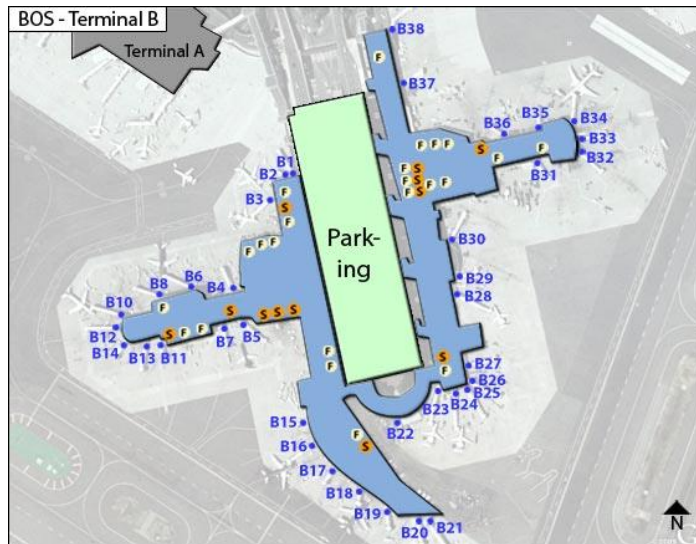 BOS - Terminal B
Terminal A
B38
F
B37
B36
B35
B34
B33
B32
B31
S
F
F
F F F
F S
F S F F
F S
B1
B2
B3
F
S
F
F F F
Park-
ing
B30
B29
B28
B6
B8
B4
B10
F
S
S S S
B12
B14
B13
B11
S F F
B7
B5
F
F
S
F
B27
B26
B25
B24
B23
B22
B15
B16
F
S
B17
B18
B19
B20
B21
N